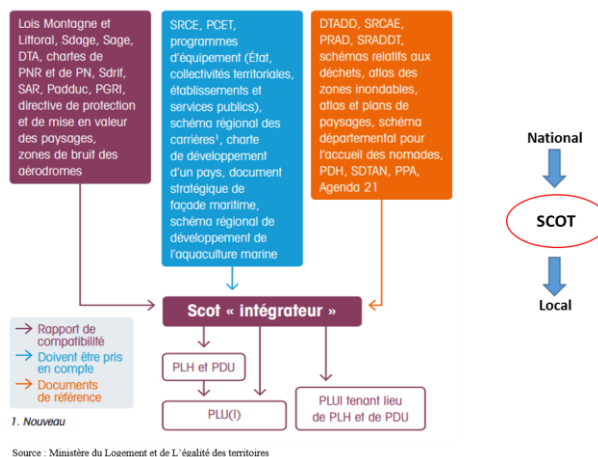 Lois Montagne et
Littoral, Sdage, Sage,
DTA, chartes de
PNR et de PN, Sdrif,
SAR, Padduc, PGRI,
directive de protection
et de mise en valeur
des paysages,
zones de bruit des
aérodromes
SRCE, PCET,
programmes
d'équipement (État,
collectivités territoriales,
établissements et
services publics),
schéma régional des
carrières¹, charte
de développement
d'un pays, document
stratégique de
façade maritime,
schéma régional de
développement de
l'aquaculture marine
DTADD, SRCAE,
PRAD, SRADDT,
schémas relatifs aux
déchets, atlas des
zones inondables,
atlas et plans de
paysages, schéma
départemental pour
l'accueil des nomades,
PDH, SDTAN, PPA,
Agenda 21
National
SCOT
Local
Scot « intégrateur »
Rapport de
compatibilité
Doivent être pris
en compte
Documents
de référence
1. Nouveau
PLH et PDU
PLU(I)
PLUI tenant lieu
de PLH et de PDU
Source : Ministère du Logement et de L'égalité des territoires